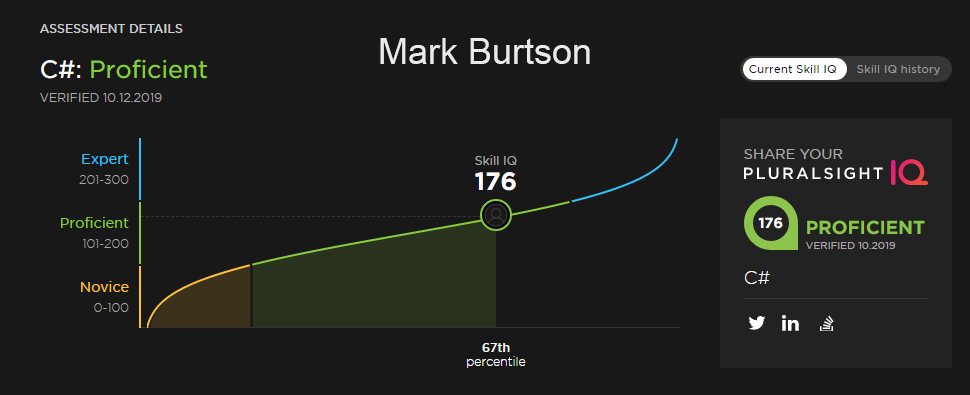 ASSESSMENT DETAILS
Mark Burtson
C#: Proficient
VERIFIED 10.12.2019
Current Skill IQ
Skill IQ history
Expert
201-300
Proficient
101-200
Novice
0-100
Skill IQ
176
67th
percentile
SHARE YOUR
PLURALSIGHT IQ
176
PROFICIENT
VERIFIED 10.2019
C#